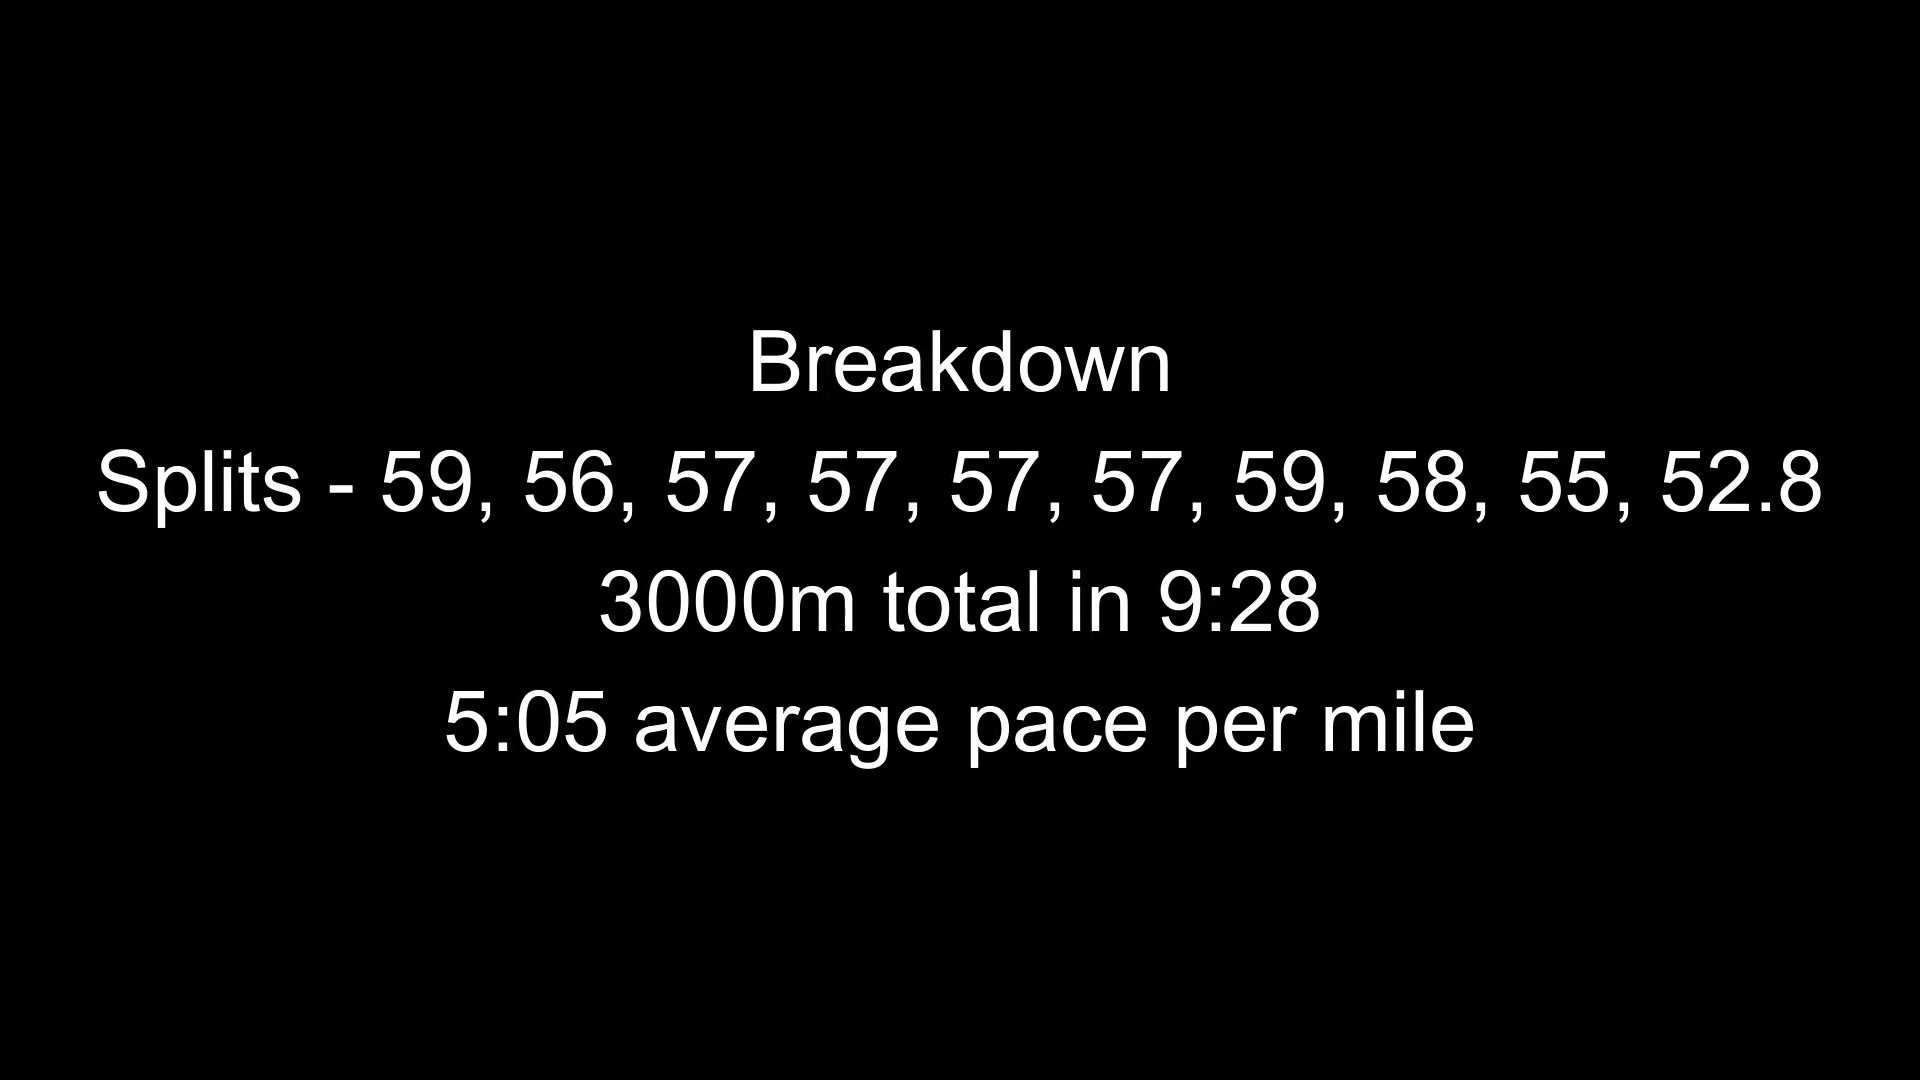 Breakdown
Splits - 59, 56, 57, 57, 57, 57, 59, 58, 55, 52.8
3000m total in 9:28
5:05 average pace per mile